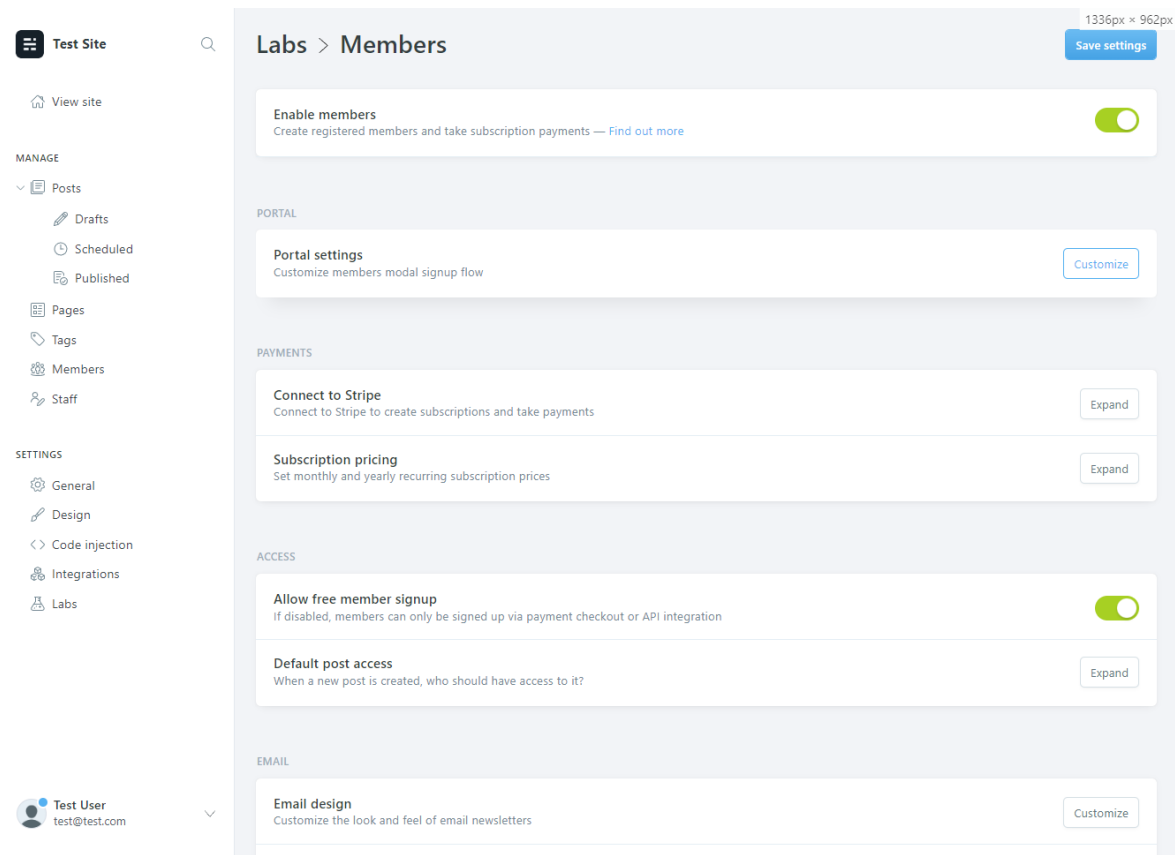 1336px × 962px
Test Site
Labs > Members
Save settings
View site
Enable members
Create registered members and take subscription payments — Find out more
MANAGE
Posts
Drafts
Scheduled
Published
Pages
Tags
Members
Staff
PORTAL
Portal settings
Customize members modal signup flow
Customize
PAYMENTS
Connect to Stripe
Connect to Stripe to create subscriptions and take payments
Expand
Subscription pricing
Set monthly and yearly recurring subscription prices
Expand
SETTINGS
General
Design
Code injection
Integrations
Labs
ACCESS
Allow free member signup
If disabled, members can only be signed up via payment checkout or API integration
Default post access
When a new post is created, who should have access to it?
Expand
EMAIL
Email design
Customize the look and feel of email newsletters
Customize
Test User
test@test.com